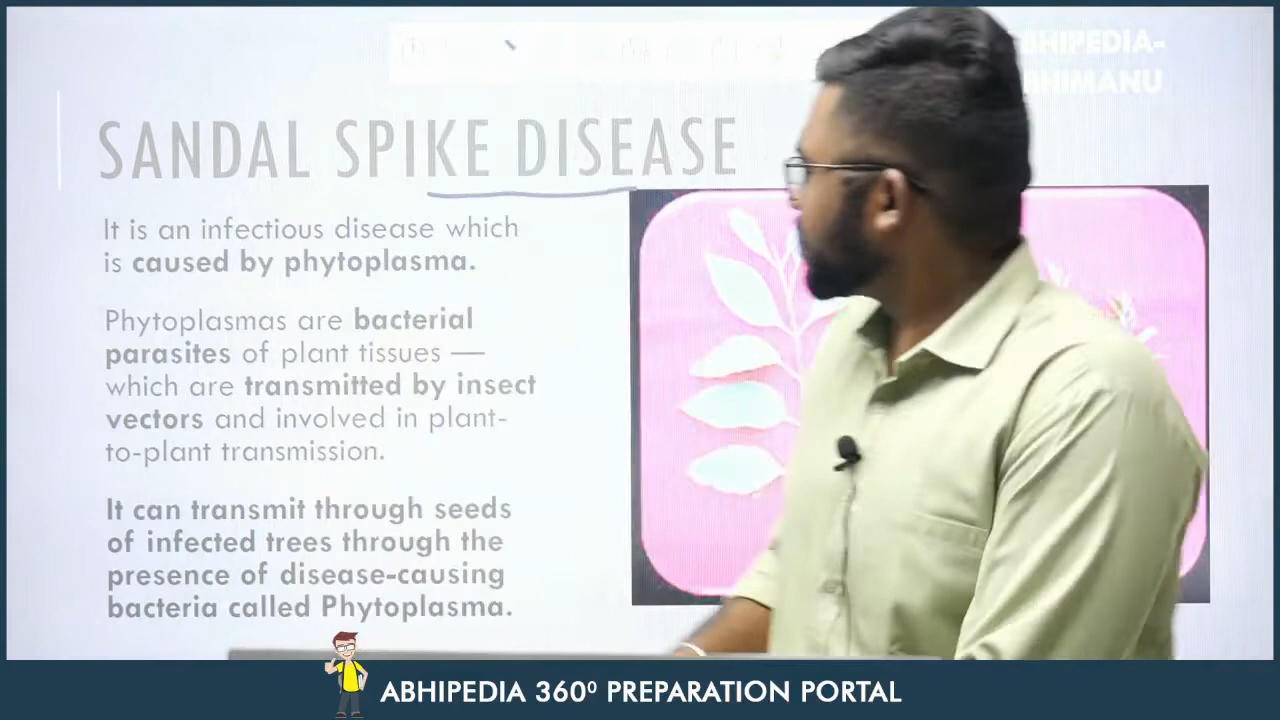 BHIPEDIA-
HIMANU
SANDAL SPIKE DISEASE
It is an infectious disease which
is caused by phytoplasma.
Phytoplasmas are bacterial
parasites of plant tissues —
which are transmitted by insect
vectors and involved in plant-
to-plant transmission.
It can transmit through seeds
of infected trees through the
presence of disease-causing
bacteria called Phytoplasma.
ABHIPEDIA 360⁰ PREPARATION PORTAL